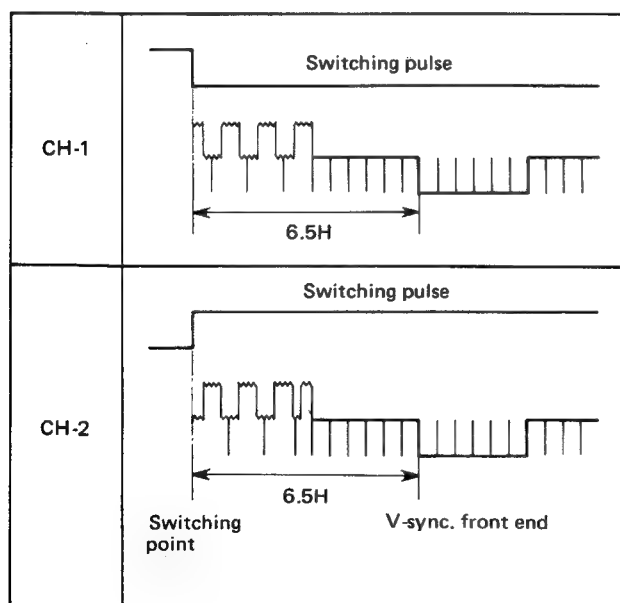 Switching pulse
CH-1
6.5H
Switching pulse
CH-2
6.5H
Switching
point
V-sync. front end